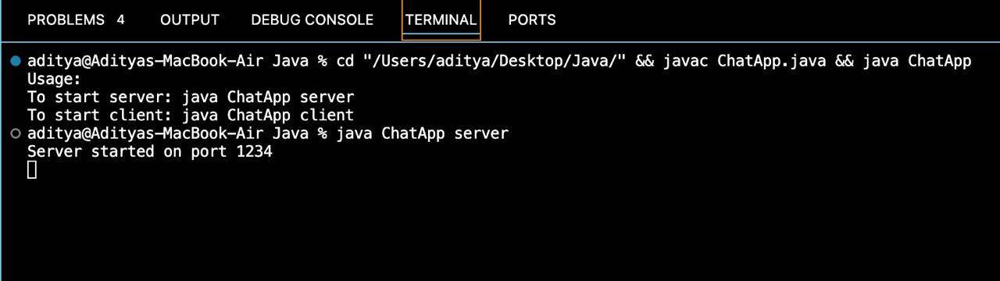 PROBLEMS 4 OUTPUT DEBUG CONSOLE TERMINAL PORTS
aditya@Adityas-MacBook-Air Java % cd "/Users/aditya/Desktop/Java/" && javac ChatApp.java && java ChatApp
Usage:
To start server: java ChatApp server
To start client: java ChatApp client
aditya@Adityas-MacBook-Air Java % java ChatApp server
Server started on port 1234